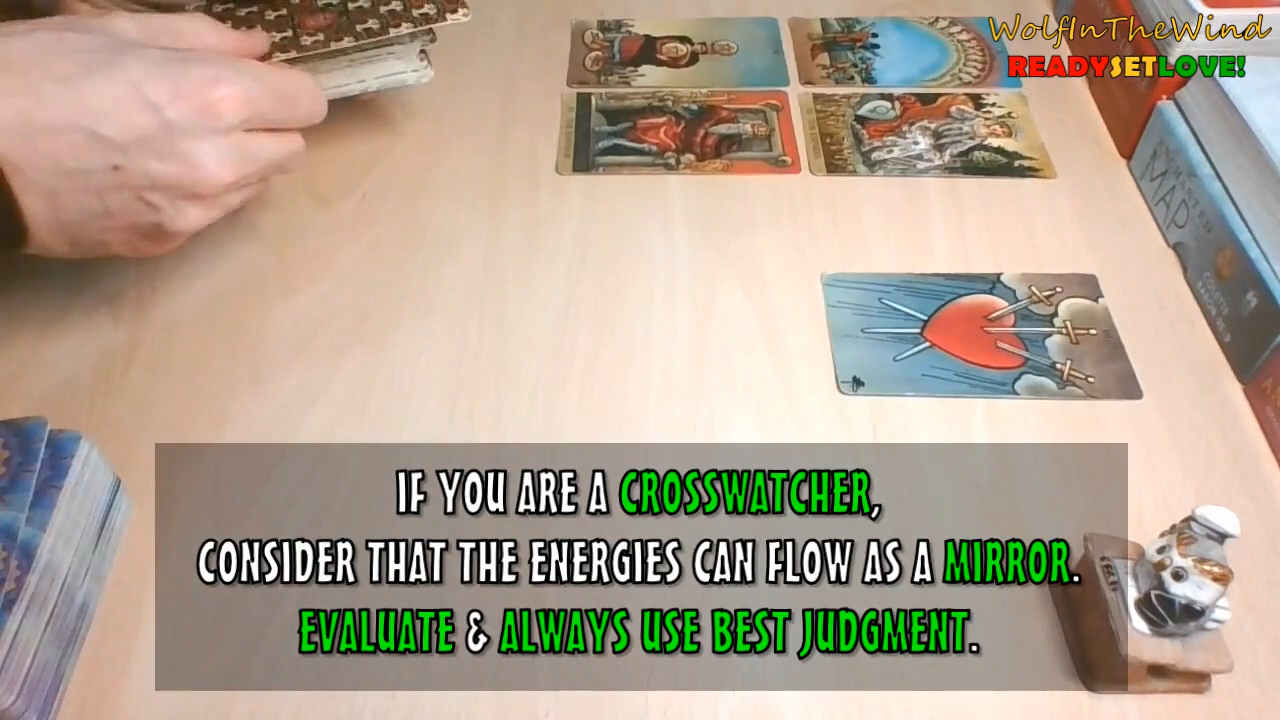 WolfInTheWind
READYSETLOVE!
MAP
IF YOU ARE A CROSSWATCHER,
CONSIDER THAT THE ENERGIES CAN FLOW AS A MIRROR.
EVALUATE & ALWAYS USE BEST JUDGMENT.